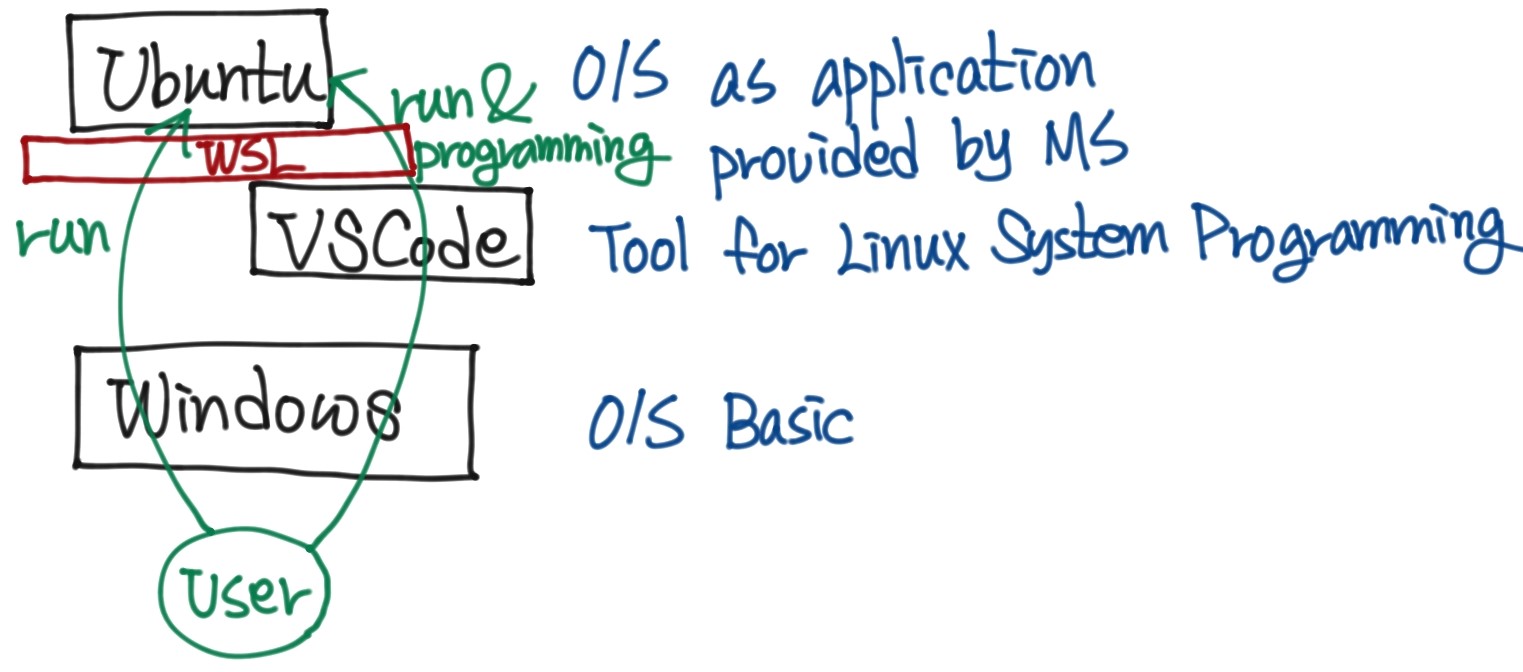 Ubuntu
O/S as application
run &
programming
provided by MS
WSL
run
VSCode
Tool for Linux System Programming
Windows
O/S Basic
User